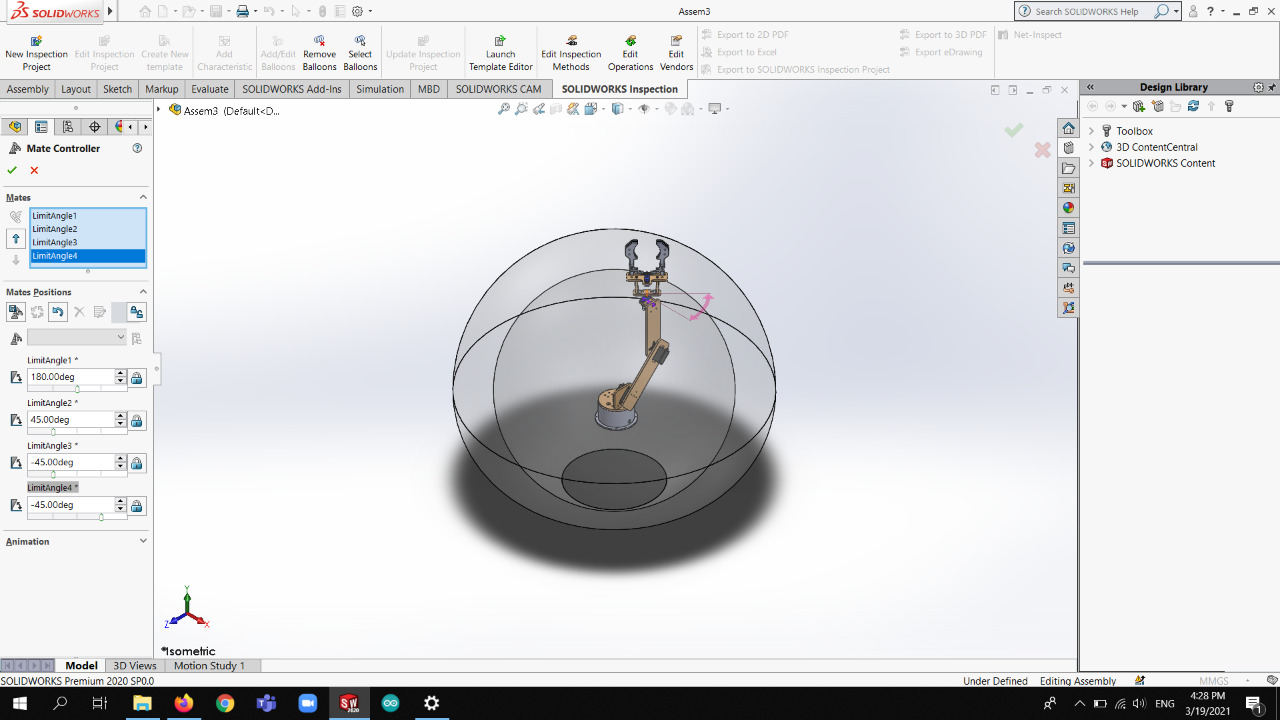 SOLIDWORKS
Assem3
Search SOLIDWORKS Help
New Inspection
Project
Edit Inspection
Project
Create New
template
Add
Characteristic
Add/Edit
Balloons
Remove
Balloons
Select
Balloons
Update Inspection
Project
Launch
Template Editor
Edit Inspection
Methods
Edit
Operations
Edit
Vendors
Export to 2D PDF
Export to Excel
Export to SOLIDWORKS Inspection Project
Export to 3D PDF
Export eDrawing
Net-Inspect
Assembly
Layout
Sketch
Markup
Evaluate
SOLIDWORKS Add-Ins
Simulation
MBD
SOLIDWORKS CAM
SOLIDWORKS Inspection
Design Library
Assem3 (Default<D...
Toolbox
3D ContentCentral
SOLIDWORKS Content
Mate Controller
Mates
LimitAngle1
LimitAngle2
LimitAngle3
LimitAngle4
Mates Positions
LimitAngle1 *
180.00deg
LimitAngle2 *
45.00deg
LimitAngle3 *
-45.00deg
LimitAngle4 *
-45.00deg
Animation
Y
Z
X
*Isometric
Model
3D Views
Motion Study 1
SOLIDWORKS Premium 2020 SP0.0
Under Defined
Editing Assembly
MMGS
SW
2020
ENG
4:28 PM
3/19/2021
1